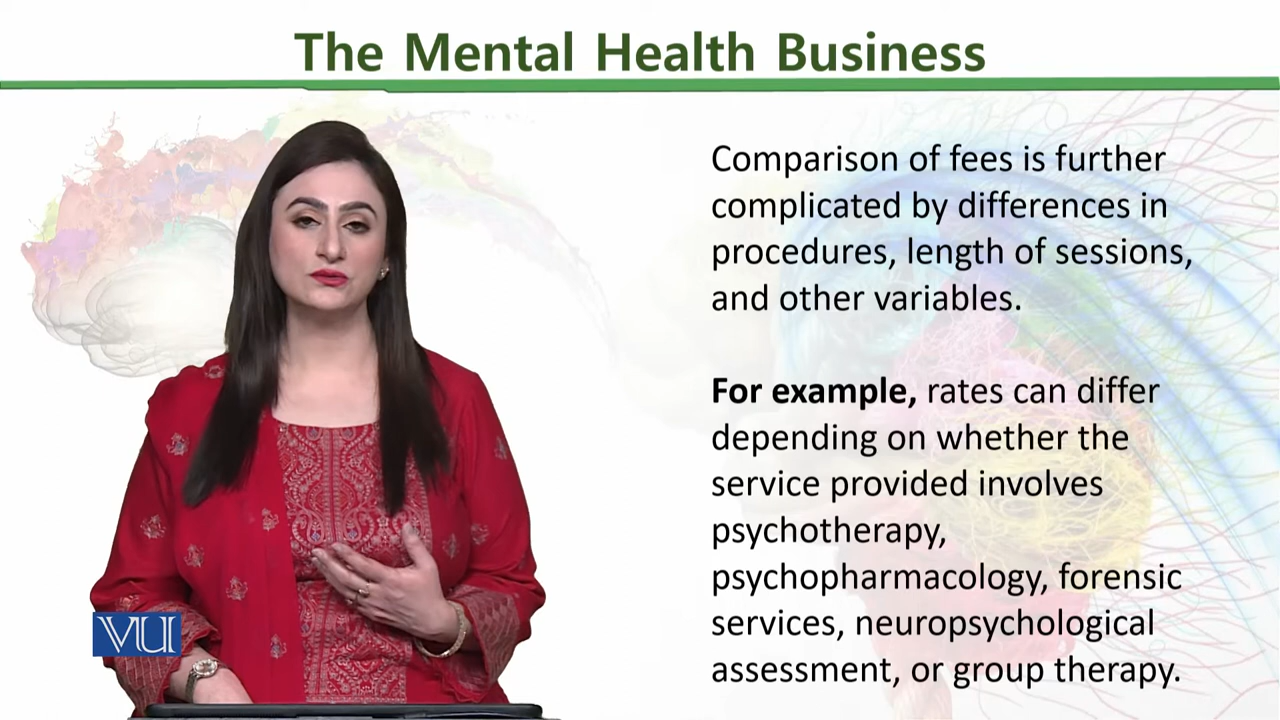 The Mental Health Business
Comparison of fees is further
complicated by differences in
procedures, length of sessions,
and other variables.
For example, rates can differ
depending on whether the
service provided involves
psychotherapy,
psychopharmacology, forensic
services, neuropsychological
assessment, or group therapy.
VU